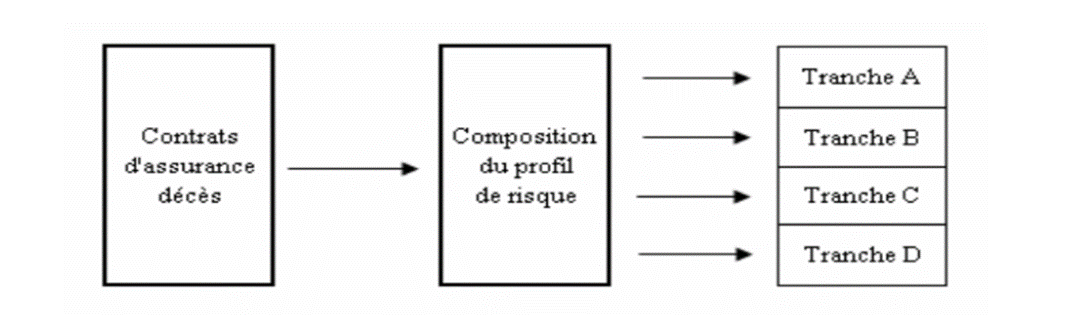 Contrats
d'assurance
décès
Composition
du profil
de risque
Tranche A
Tranche B
Tranche C
Tranche D